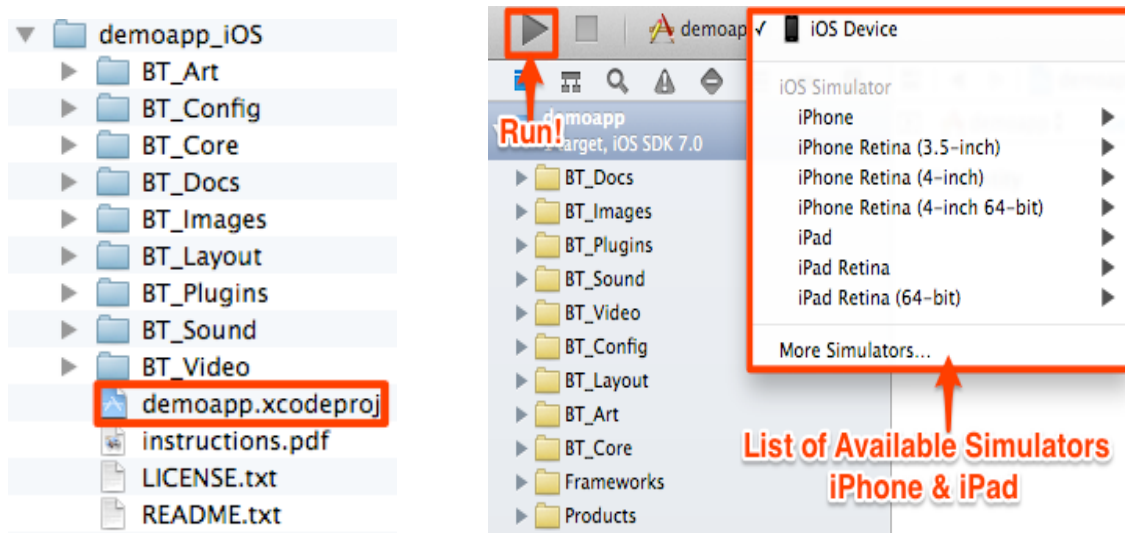 demoapp_iOS
BT_Art
BT_Config
BT_Core
BT_Docs
BT_Images
BT_Layout
BT_Plugins
BT_Sound
BT_Video
demoapp.xcodeproj
instructions.pdf
LICENSE.txt
README.txt
demoap
✓ iOS Device
iOS Simulator
iPhone
iPhone Retina (3.5-inch)
iPhone Retina (4-inch)
iPhone Retina (4-inch 64-bit)
iPad
iPad Retina
iPad Retina (64-bit)
More Simulators...
demoapp
Run!
target, iOS SDK 7.0
BT_Docs
BT_Images
BT_Plugins
BT_Sound
BT_Video
BT_Config
BT_Layout
BT_Art
BT_Core
Frameworks
Products
List of Available Simulators
iPhone & iPad